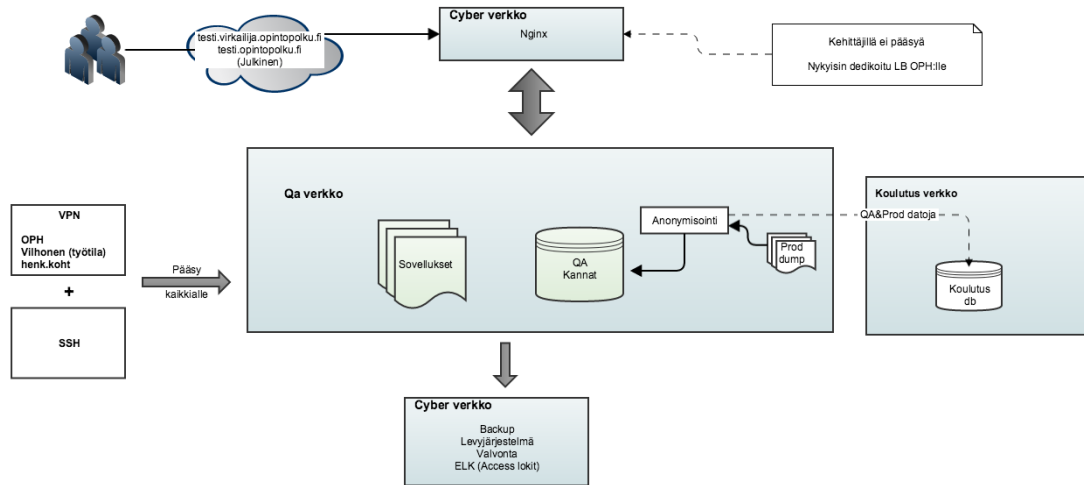 Cyber verkko
Nginx
testi.virkailija.opintopolku.fi
testi.opintopolku.fi
(Julkinen)
Kehittäjillä ei pääsyä
Nykyisin dedikoitu LB OPH:lle
Qa verkko
Koulutus verkko
VPN
OPH
Vilhonen (työtila)
henk.koht
+
SSH
Pääsy
kaikkialle
Sovellukset
QA
Kannat
Anonymisointi
Prod
dump
QA&Prod datoja
Koulutus
db
Cyber verkko
Backup
Levyjärjestelmä
Valvonta
ELK (Access lokit)